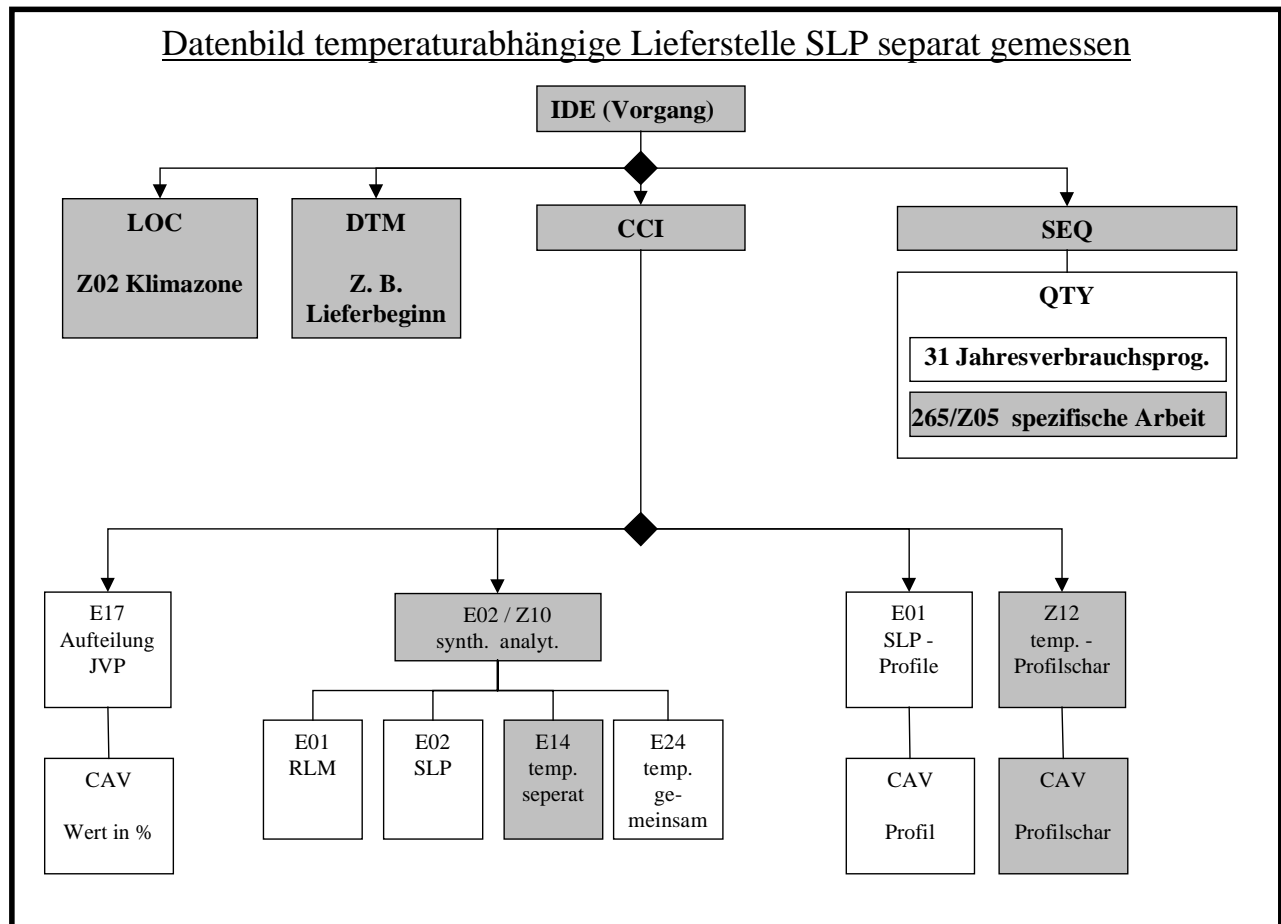 Datenbild temperaturabhängige Lieferstelle SLP separat gemessen
IDE (Vorgang)
LOC
Z02 Klimazone
DTM
Z. B.
Lieferbeginn
CCI
SEQ
QTY
31 Jahresverbrauchsprog.
265/Z05 spezifische Arbeit
E17
Aufteilung
JVP
E02 / Z10
synth. analyt.
E01
SLP -
Profile
Z12
temp. -
Profilschar
E01
RLM
E02
SLP
E14
temp.
seperat
E24
temp.
ge-
meinsam
CAV
Wert in %
CAV
Profil
CAV
Profilschar